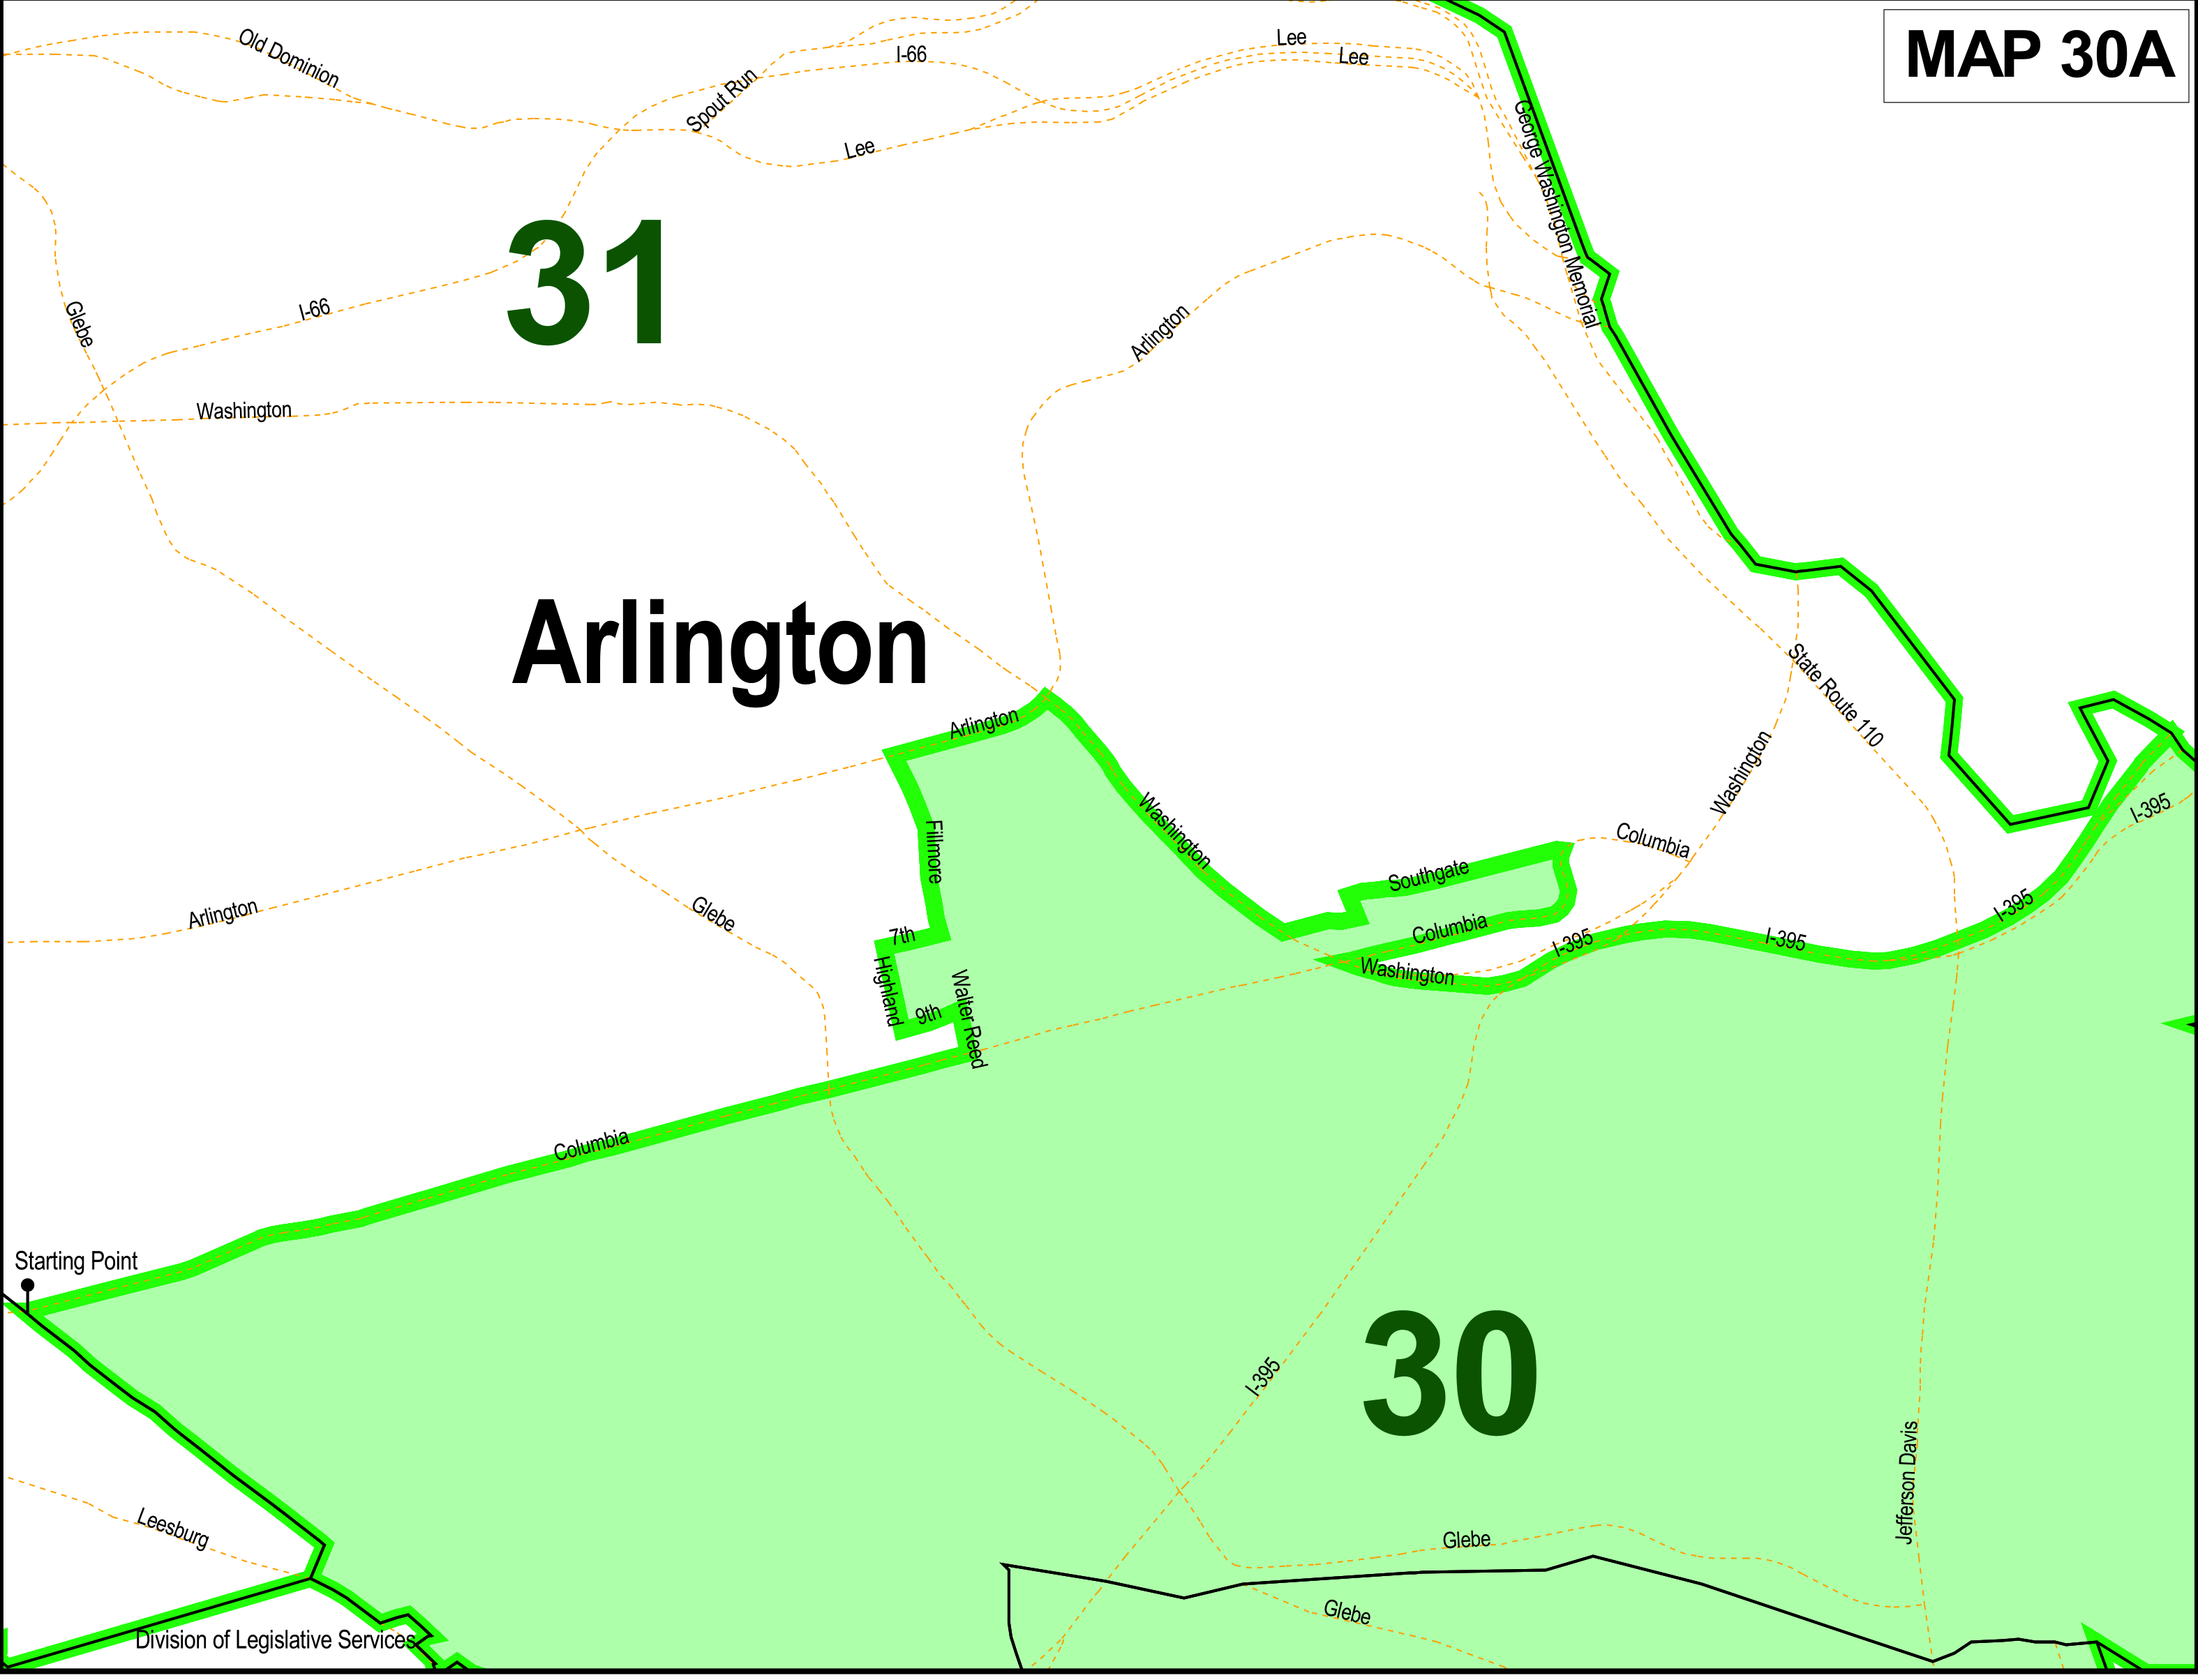 MAP 30A
Old Dominion
I-66
Lee
Lee
Spout Run
Lee
George Washington Memorial
31
Glebe
I-66
Arlington
Washington
Arlington
State Route 110
Arlington
Washington
Washington
I-395
Fillmore
Columbia
Southgate
Arlington
Glebe
7th
Columbia
I-395
I-395
I-395
Washington
Highland
Walter Reed
9th
Columbia
Starting Point
30
I-395
Jefferson Davis
Leesburg
Glebe
Glebe
Division of Legislative Services